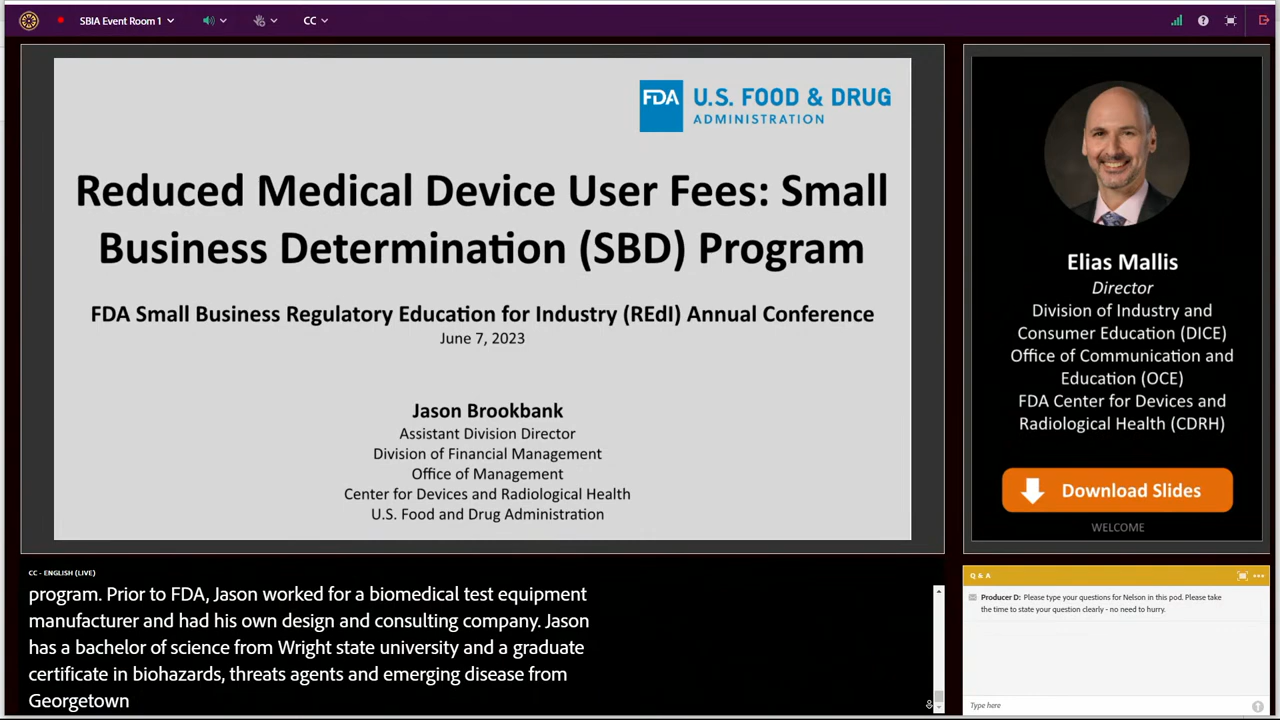 SBIA Event Room 1
CC
FDA U.S. FOOD & DRUG
ADMINISTRATION
Reduced Medical Device User Fees: Small
Business Determination (SBD) Program
FDA Small Business Regulatory Education for Industry (REdI) Annual Conference
June 7, 2023
Jason Brookbank
Assistant Division Director
Division of Financial Management
Office of Management
Center for Devices and Radiological Health
U.S. Food and Drug Administration
Elias Mallis
Director
Division of Industry and
Consumer Education (DICE)
Office of Communication and
Education (OCE)
FDA Center for Devices and
Radiological Health (CDRH)
Download Slides
WELCOME
CC - ENGLISH (LIVE)
program. Prior to FDA, Jason worked for a biomedical test equipment
manufacturer and had his own design and consulting company. Jason
has a bachelor of science from Wright state university and a graduate
certificate in biohazards, threats agents and emerging disease from
Georgetown
Q & A
Producer D: Please type your questions for Nelson in this pod. Please take
the time to state your question clearly - no need to hurry.
Type here